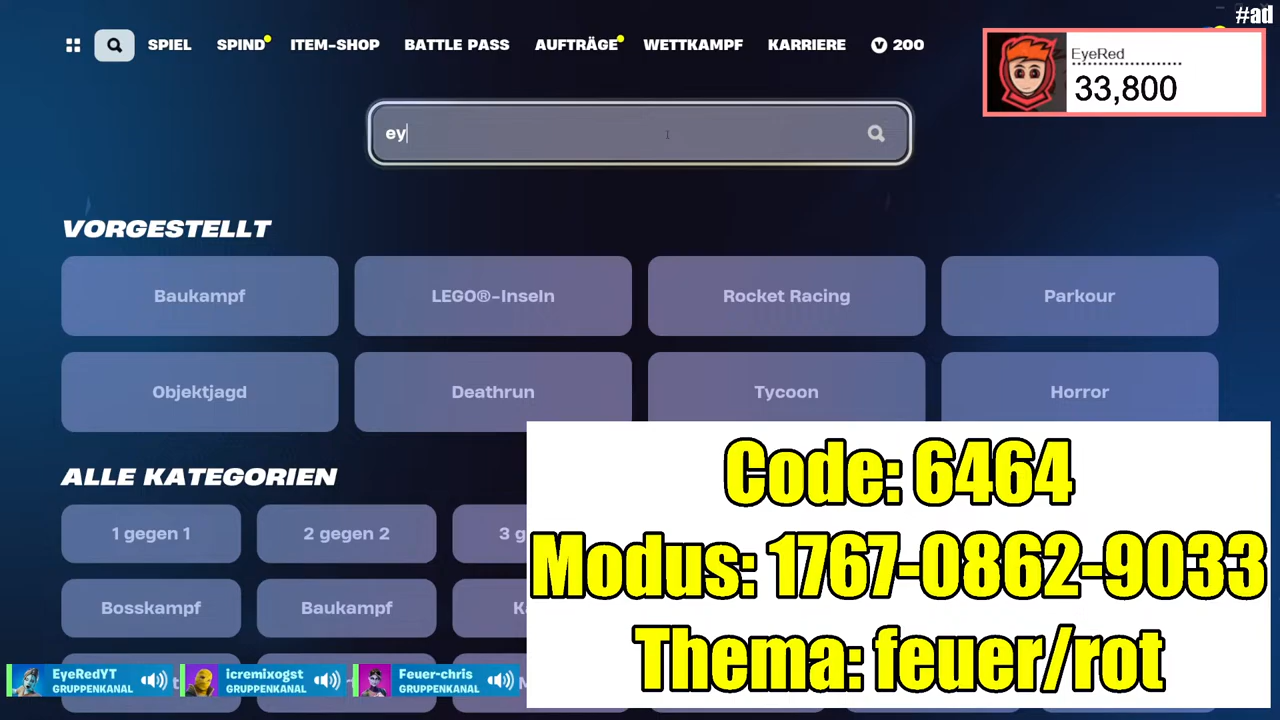 #ad
SPIEL SPIND ITEM-SHOP BATTLE PASS AUFTRÄGE WETTKAMPF KARRIERE V 200
EyeRed
33,800
ey
VORGESTELLT
Baukampf LEGO®-Inseln Rocket Racing Parkour
Objektjagd Deathrun Tycoon Horror
ALLE KATEGORIEN
1 gegen 1 2 gegen 2 3 g
Bosskampf Baukampf
Code: 6464
Modus: 1767-0862-9033
Thema: feuer/rot
EyeRedYT icremixogst Feuer-chris
GRUPPENKANAL GRUPPENKANAL GRUPPENKANAL